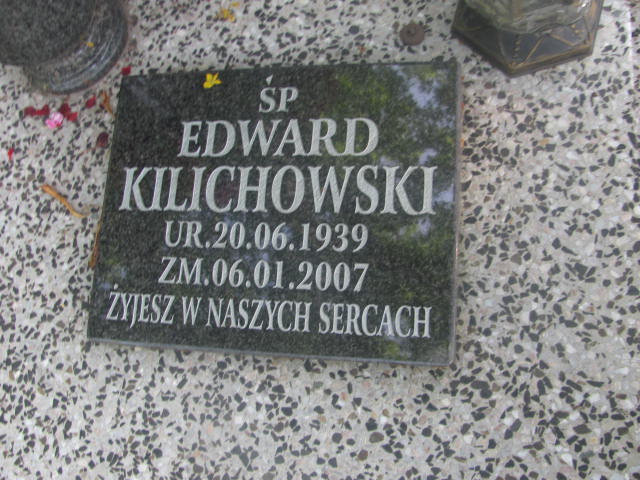 ŚP
EDWARD
KILICHOWSKI
UR.20.06.1939
ZM.06.01.2007
ŻYJESZ W NASZYCH SERCACH